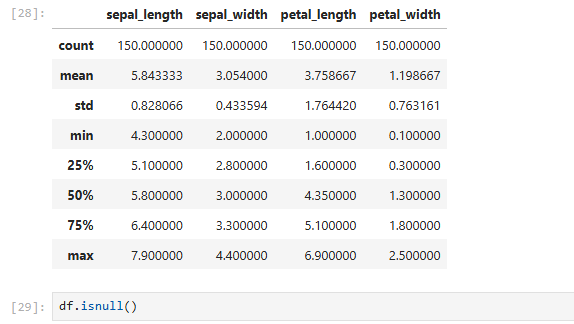 [28]: sepal_length sepal_width petal_length petal_width
count 150.000000 150.000000 150.000000 150.000000
mean 5.843333 3.054000 3.758667 1.198667
std 0.828066 0.433594 1.764420 0.763161
min 4.300000 2.000000 1.000000 0.100000
25% 5.100000 2.800000 1.600000 0.300000
50% 5.800000 3.000000 4.350000 1.300000
75% 6.400000 3.300000 5.100000 1.800000
max 7.900000 4.400000 6.900000 2.500000
[29]: df.isnull()